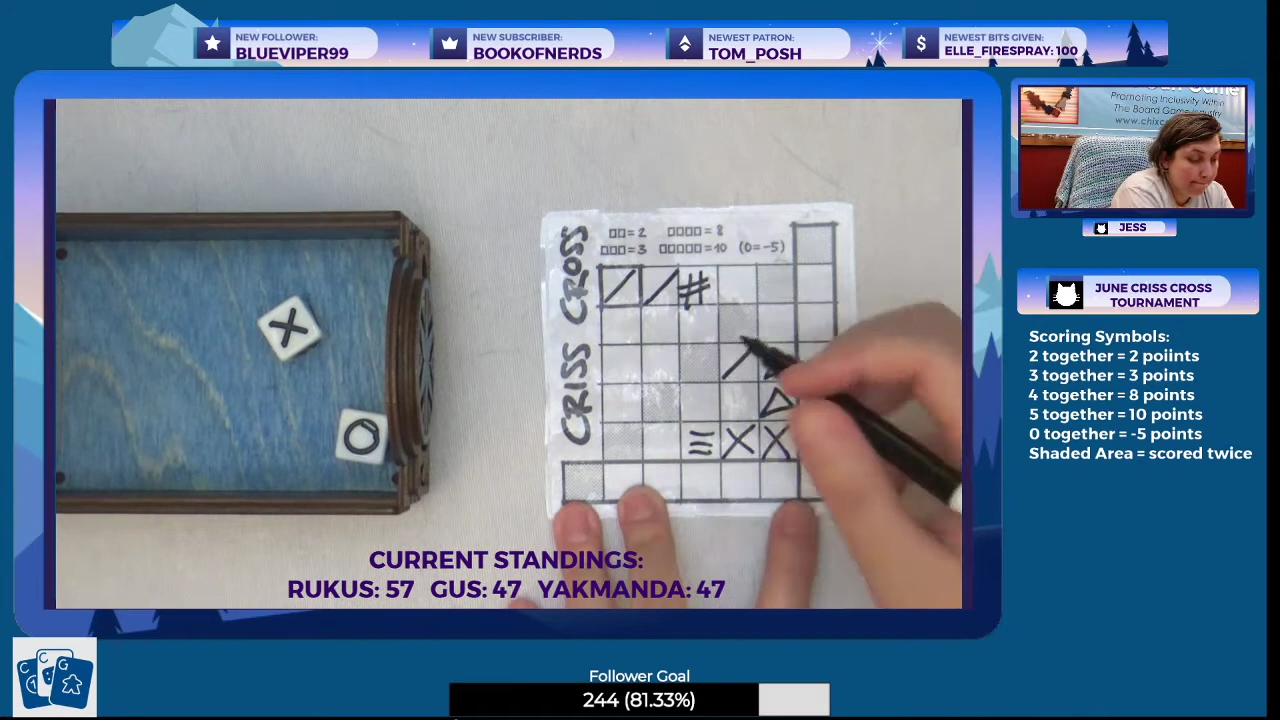 NEW FOLLOWER:
BLUEVIPER99
NEW SUBSCRIBER:
BOOKOFNERDS
NEWEST PATRON:
TOM_POSH
$
NEWEST BITS GIVEN:
ELLE_FIRESPRAY: 100
Promoting Inclusivity Within
The Board Game Industry
JESS
JUNE CRISS CROSS
TOURNAMENT
Scoring Symbols:
2 together = 2 poiints
3 together = 3 points
4 together = 8 points
5 together = 10 points
0 together = -5 points
Shaded Area = scored twice
CRISS CROSS
□□=2 □□□□=8
□□□=3 □□□□□=10 (0=-5)
/ / #
X
O
≡ X X
CURRENT STANDINGS:
RUKUS: 57 GUS: 47 YAKMANDA: 47
C C G
Follower Goal
244 (81.33%)